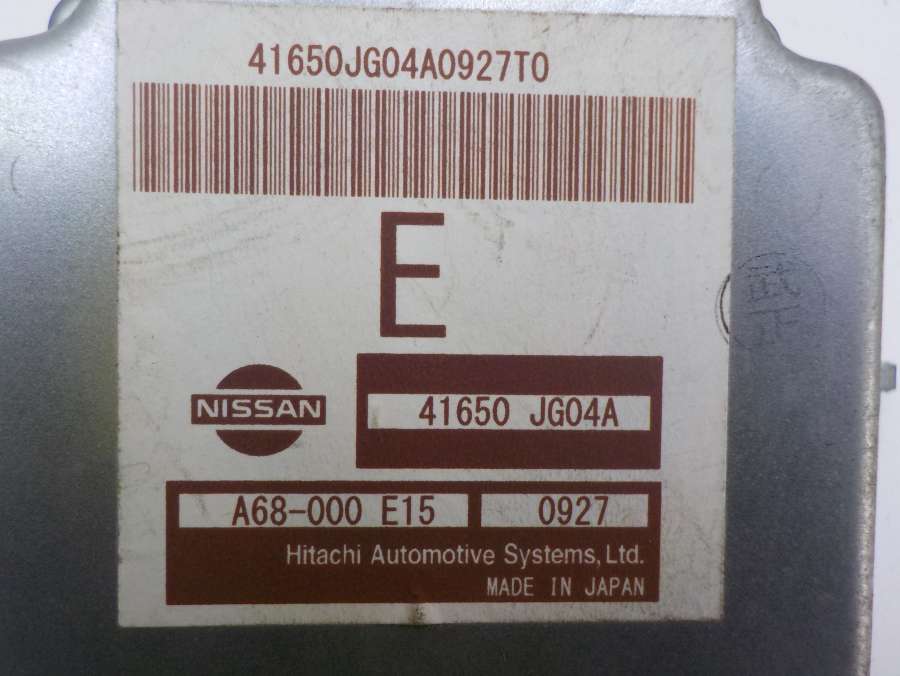 41650JG04A0927T0
E
NISSAN
41650 JG04A
A68-000 E15
0927
Hitachi Automotive Systems, Ltd.
MADE IN JAPAN